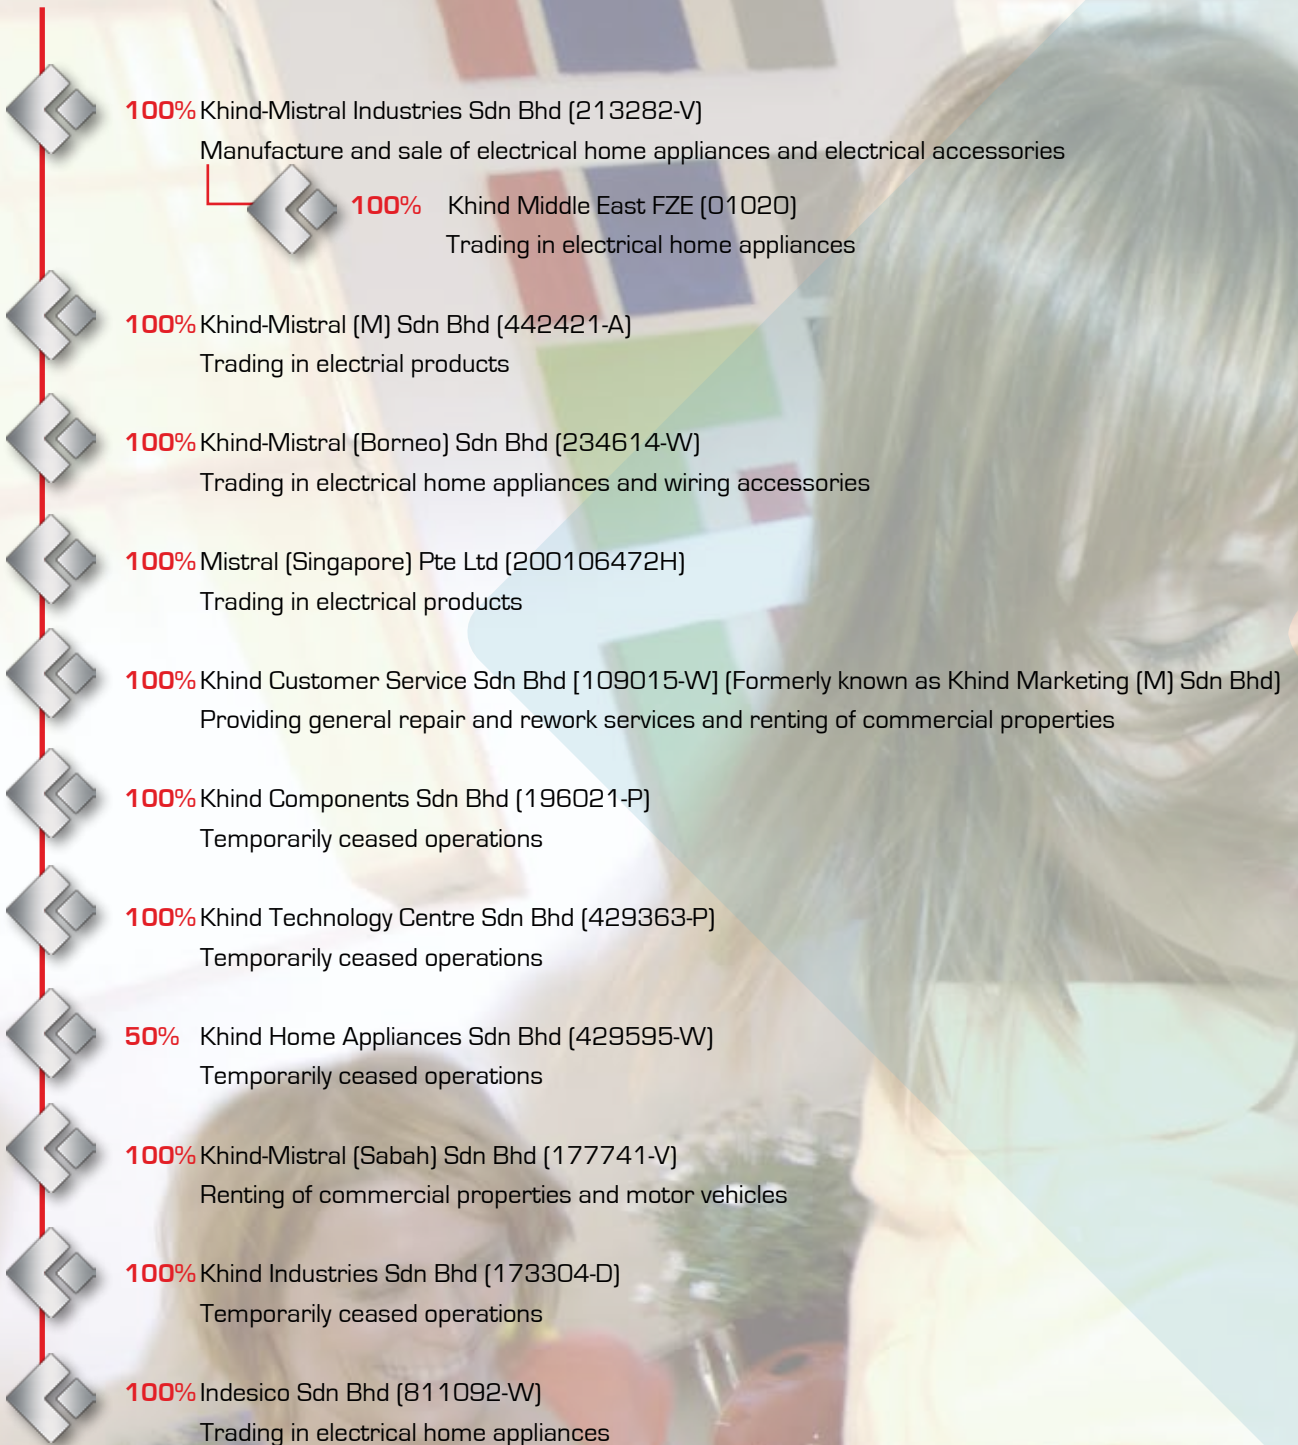 100% Khind-Mistral Industries Sdn Bhd (213282-V)
Manufacture and sale of electrical home appliances and electrical accessories
100% Khind Middle East FZE (01020)
Trading in electrical home appliances
100% Khind-Mistral (M) Sdn Bhd (442421-A)
Trading in electrial products
100% Khind-Mistral (Borneo) Sdn Bhd (234614-W)
Trading in electrical home appliances and wiring accessories
100% Mistral (Singapore) Pte Ltd (200106472H)
Trading in electrical products
100% Khind Customer Service Sdn Bhd [109015-W] (Formerly known as Khind Marketing (M) Sdn Bhd)
Providing general repair and rework services and renting of commercial properties
100% Khind Components Sdn Bhd (196021-P)
Temporarily ceased operations
100% Khind Technology Centre Sdn Bhd (429363-P)
Temporarily ceased operations
50% Khind Home Appliances Sdn Bhd (429595-W)
Temporarily ceased operations
100% Khind-Mistral (Sabah) Sdn Bhd (177741-V)
Renting of commercial properties and motor vehicles
100% Khind Industries Sdn Bhd (173304-D)
Temporarily ceased operations
100% Indesico Sdn Bhd (811092-W)
Trading in electrical home appliances